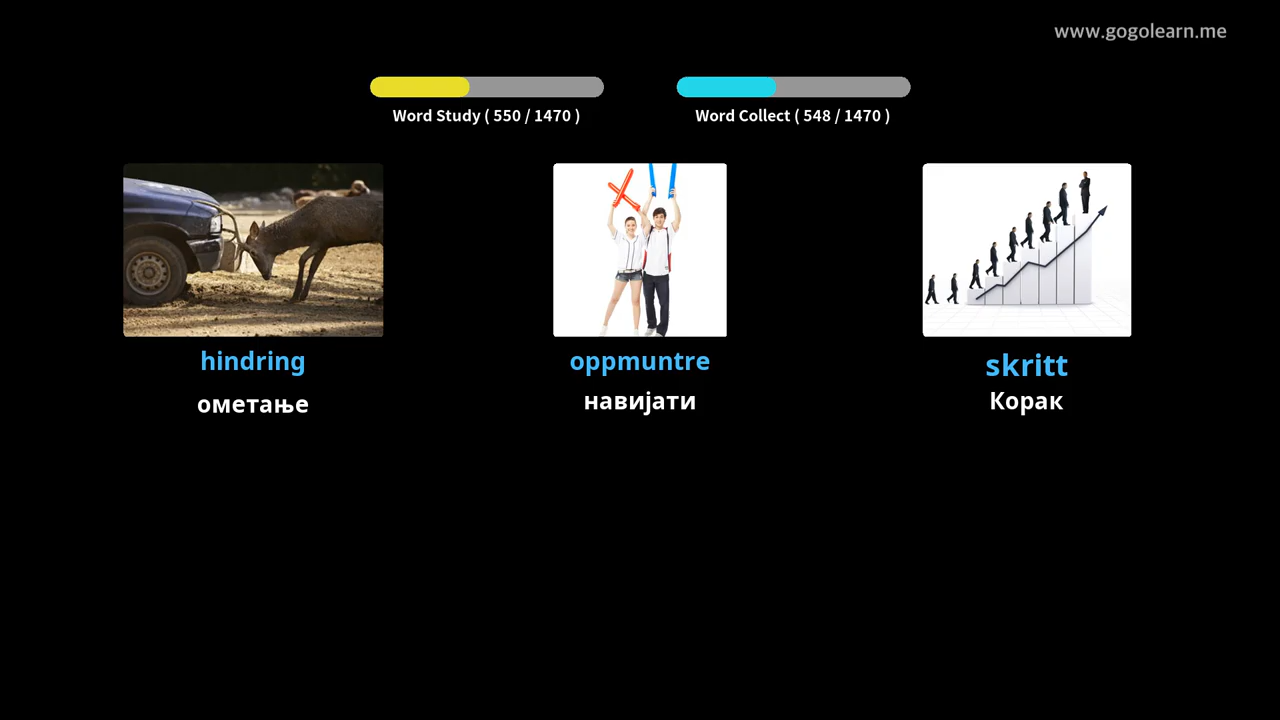 www.gogolearn.me
Word Study ( 550 / 1470 )
Word Collect ( 548 / 1470 )
hindring
oppmuntre
skritt
ометање
навијати
Корак